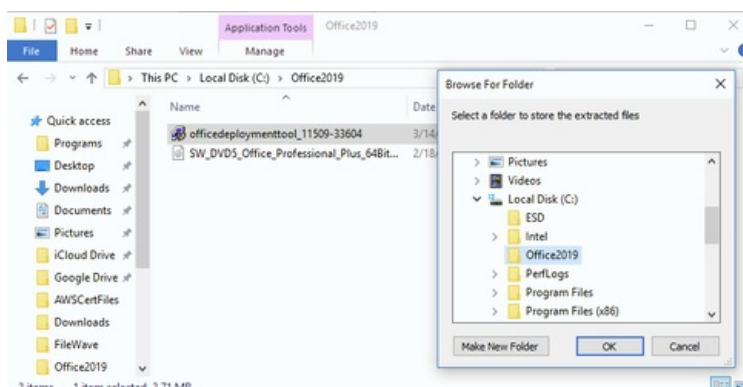 Application Tools Office2019
File Home Share View Manage
This PC > Local Disk (C:) > Office2019
Quick access
Programs
Desktop
Downloads
Documents
Pictures
iCloud Drive
Google Drive
AWSCertFiles
Downloads
FileWave
Office2019
Name Date
officedeploymenttool_11509-33604 3/14/
SW_DVD5_Office_Professional_Plus_64Bit... 2/18/
1 item selected 3.71 MB
Browse For Folder
Select a folder to store the extracted files
Pictures
Videos
Local Disk (C:)
ESD
Intel
Office2019
PerfLogs
Program Files
Program Files (x86)
Make New Folder OK Cancel